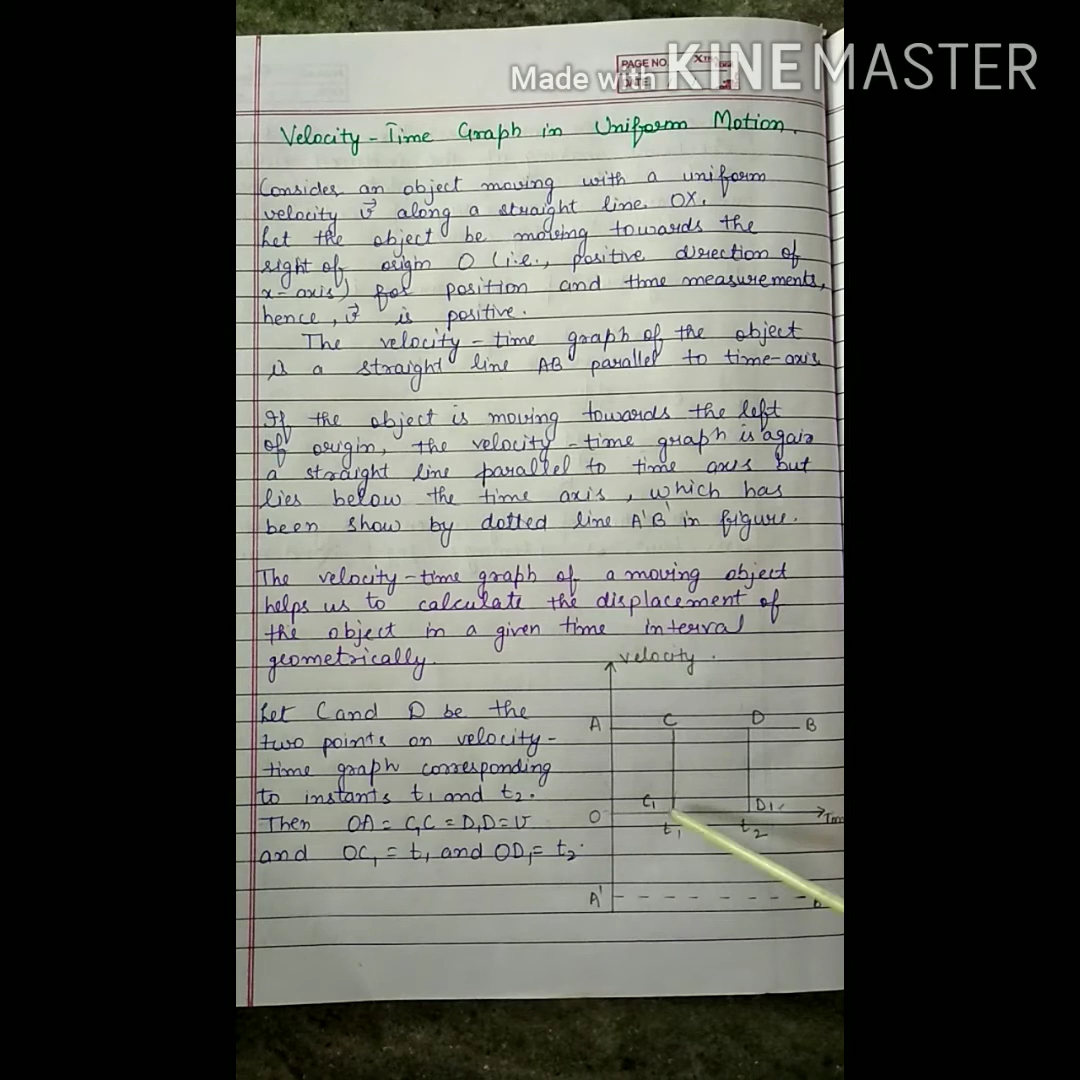 Made with KINEMASTER
PAGE NO.
DATE
Velocity - Time Graph in Uniform Motion.
Consider an object moving with a uniform
velocity v⃗ along a straight line OX.
Let the object be moving towards the
right of origin O (i.e., positive direction of
x-axis) for position and time measurements,
hence, v⃗ is positive.
The velocity - time graph of the object
is a straight line AB parallel to time-axis
If the object is moving towards the left
of origin, the velocity - time graph is again
a straight line parallel to time axis but
lies below the time axis, which has
been show by dotted line A'B' in figure.
The velocity-time graph of a moving object
helps us to calculate the displacement of
the object in a given time interval
geometrically.
velocity.
Let C and D be the
two points on velocity-
time graph corresponding
to instants t₁ and t₂.
Then OA = C₁C = D₁D = v
and OC₁ = t₁ and OD₁ = t₂.
A C D B
C₁ D₁
O
t₁ t₂
A'